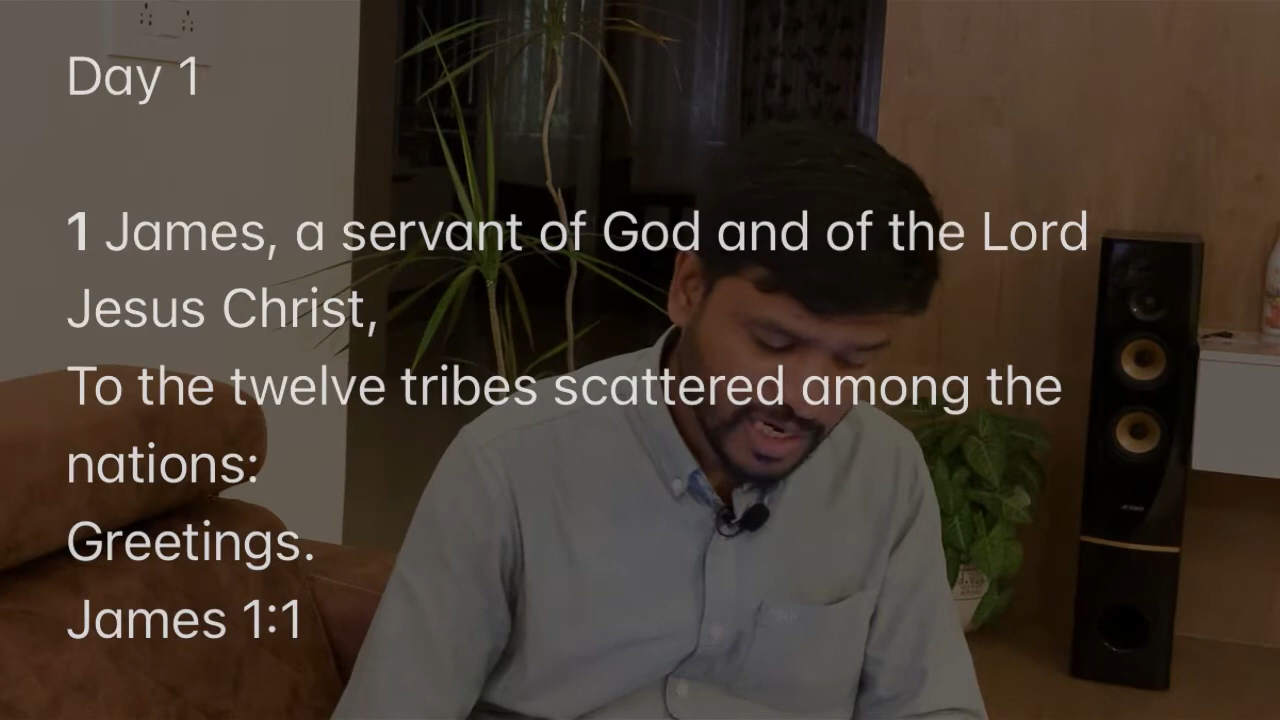 Day 1
1 James, a servant of God and of the Lord
Jesus Christ,
To the twelve tribes scattered among the
nations:
Greetings.
James 1:1